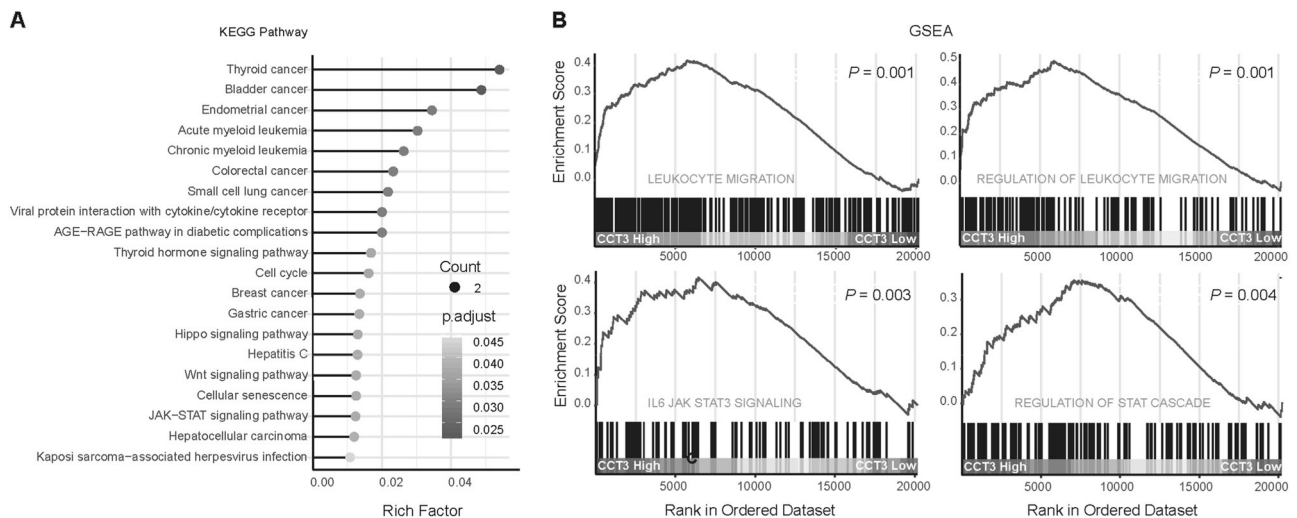 A
KEGG Pathway
Thyroid cancer
Bladder cancer
Endometrial cancer
Acute myeloid leukemia
Chronic myeloid leukemia
Colorectal cancer
Small cell lung cancer
Viral protein interaction with cytokine/cytokine receptor
AGE−RAGE pathway in diabetic complications
Thyroid hormone signaling pathway
Cell cycle
Breast cancer
Gastric cancer
Hippo signaling pathway
Hepatitis C
Wnt signaling pathway
Cellular senescence
JAK−STAT signaling pathway
Hepatocellular carcinoma
Kaposi sarcoma−associated herpesvirus infection
Count
2
p.adjust
0.045
0.040
0.035
0.030
0.025
0.00 0.02 0.04
Rich Factor
B
GSEA
Enrichment Score
0.4
0.3
0.2
0.1
0.0
P = 0.001
LEUKOCYTE MIGRATION
CCT3 High CCT3 Low
5000 10000 15000 20000
0.5
0.4
0.3
0.2
0.1
0.0
P = 0.001
REGULATION OF LEUKOCYTE MIGRATION
CCT3 High CCT3 Low
5000 10000 15000 20000
Enrichment Score
0.4
0.3
0.2
0.1
0.0
P = 0.003
IL6 JAK STAT3 SIGNALING
CCT3 High CCT3 Low
5000 10000 15000 20000
Rank in Ordered Dataset
0.4
0.3
0.2
0.1
0.0
P = 0.004
REGULATION OF STAT CASCADE
CCT3 High CCT3 Low
5000 10000 15000 20000
Rank in Ordered Dataset